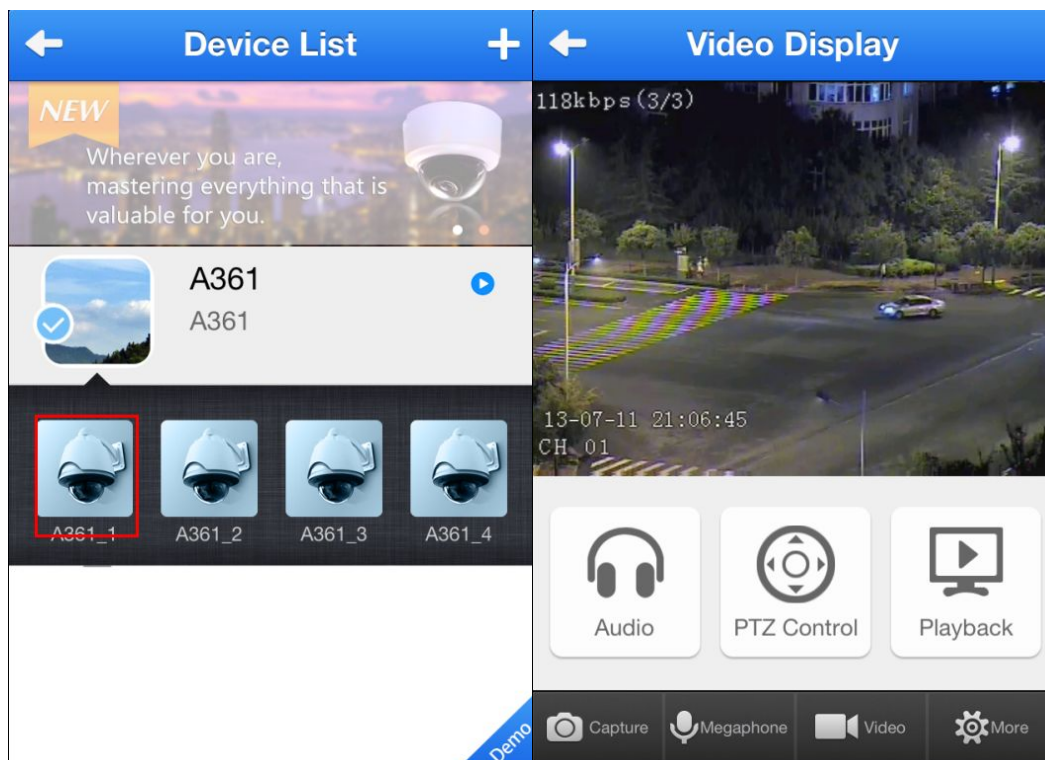 Device List
NEW
Wherever you are,
mastering everything that is
valuable for you.
A361
A361
A361_1
A361_2
A361_3
A361_4
Demo
Video Display
118kbps(3/3)
13-07-11 21:06:45
CH 01
Audio
PTZ Control
Playback
Capture
Megaphone
Video
More